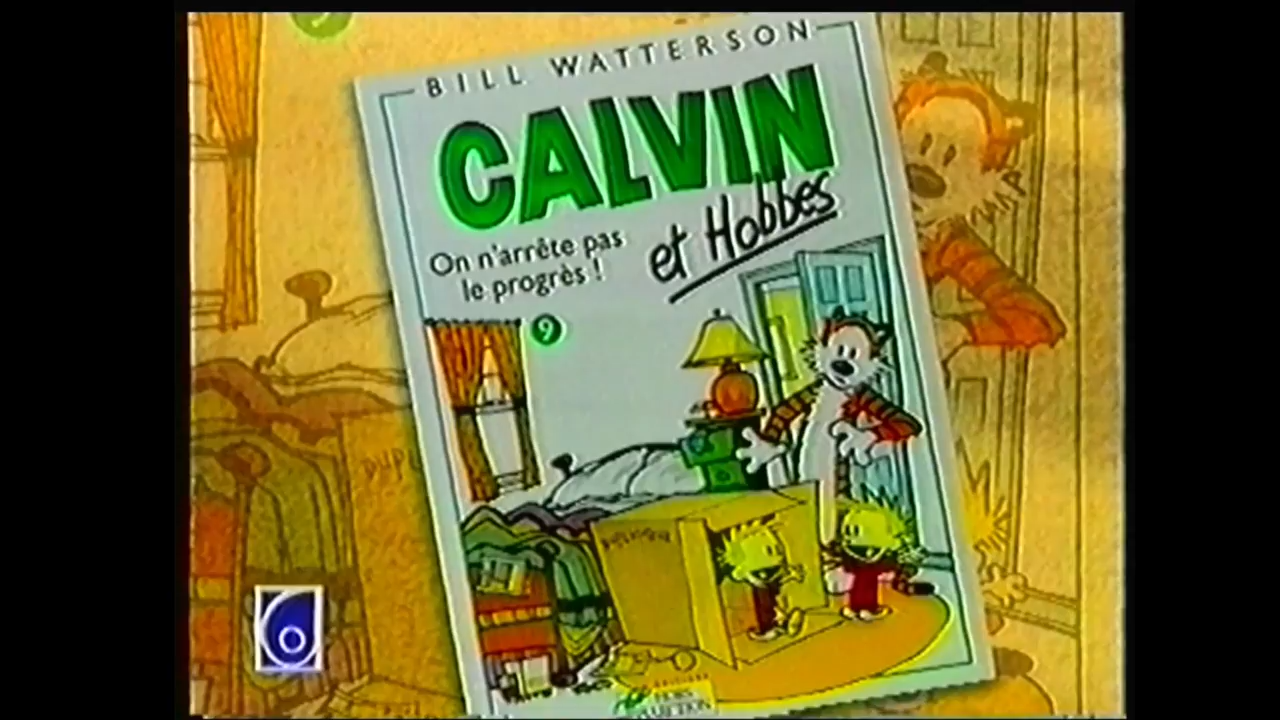 BILL WATTERSON
CALVIN
et Hobbes
On n'arrête pas
le progrès !
9